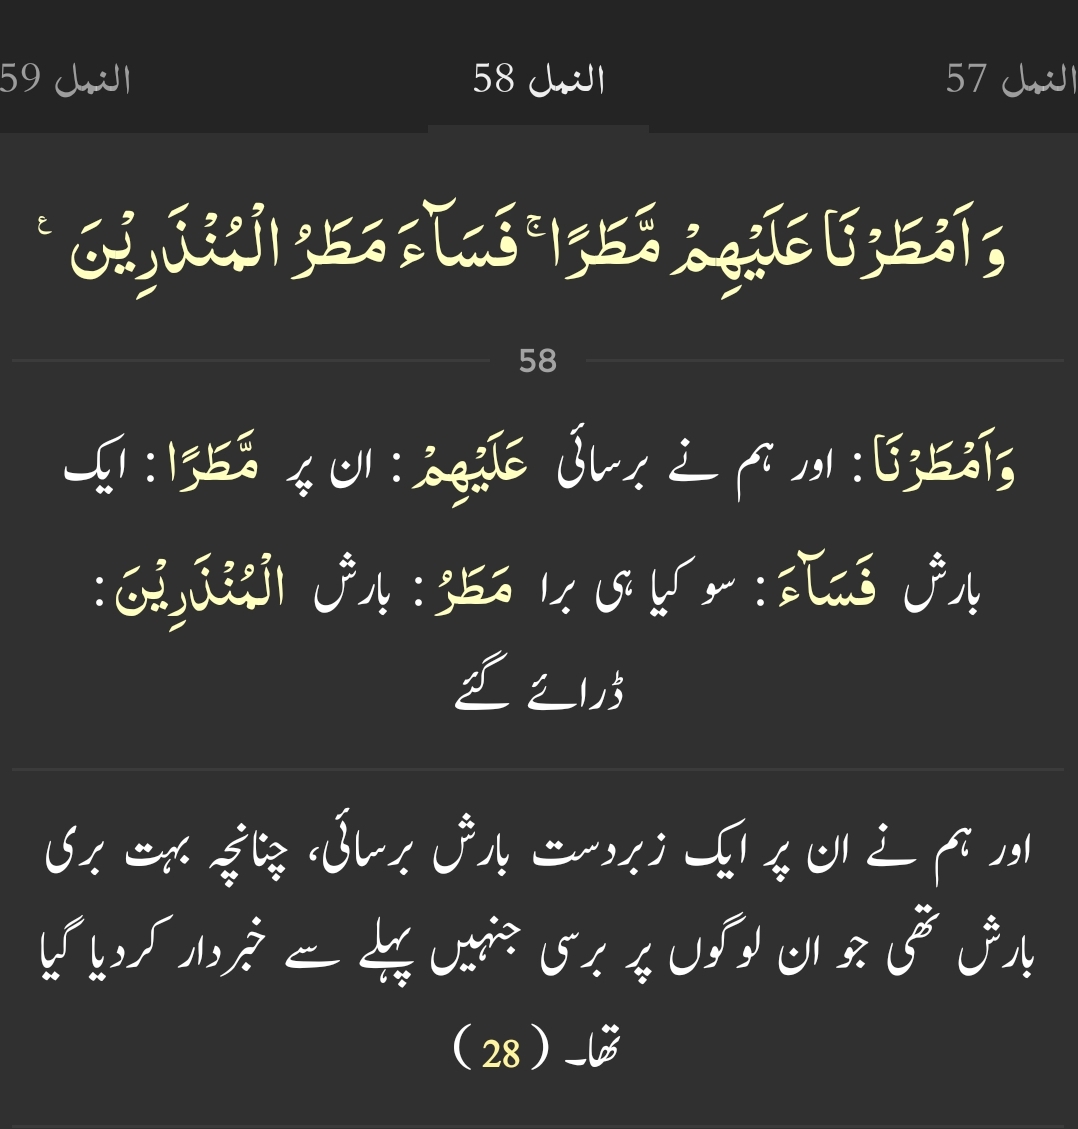 النمل 57 النمل 58 النمل 59
وَ اَمْطَرْنَا عَلَيْهِمْ مَّطَرًا ۚ فَسَآءَ مَطَرُ الْمُنْذَرِيْنَ ۧ
58
وَاَمْطَرْنَا : اور ہم نے برسائی عَلَيْهِمْ : ان پر مَّطَرًا : ایک
بارش فَسَآءَ : سو کیا ہی برا مَطَرُ : بارش الْمُنْذَرِيْنَ :
ڈرائے گئے
اور ہم نے ان پر ایک زبردست بارش برسائی، چنانچہ بہت بری
بارش تھی جو ان لوگوں پر برسی جنہیں پہلے سے خبردار کردیا گیا
تھا۔ ( 28 )